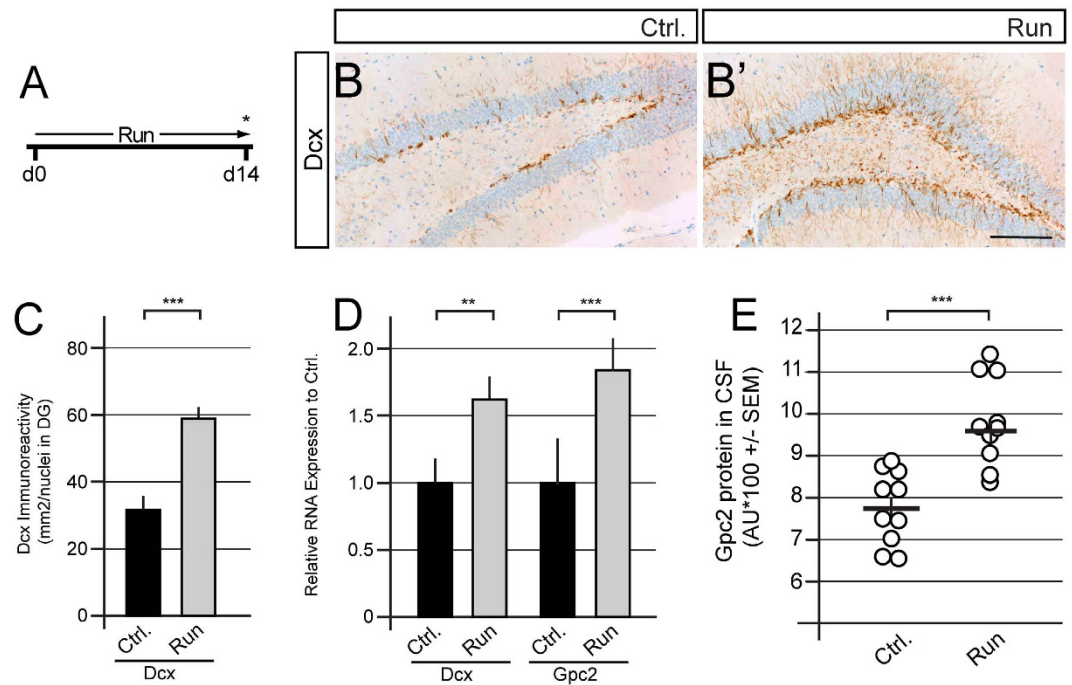 Ctrl.
Run
A
B
B’
Dcx
*
Run
d0
d14
C
***
Dcx Immunoreactivity
(mm2/nuclei in DG)
80
60
40
20
0
Ctrl.
Run
Dcx
D
**
***
Relative RNA Expression to Ctrl.
2.0
1.5
1.0
0.5
0
Ctrl.
Run
Ctrl.
Run
Dcx
Gpc2
E
***
Gpc2 protein in CSF
(AU*100 +/- SEM)
12
11
10
9
8
7
6
Ctrl.
Run